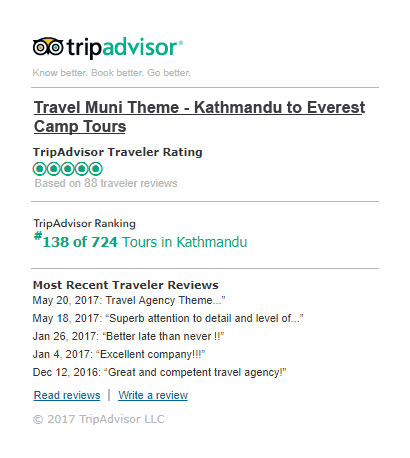 tripadvisor®
Know better. Book better. Go better.
Travel Muni Theme - Kathmandu to Everest
Camp Tours
TripAdvisor Traveler Rating
Based on 88 traveler reviews
TripAdvisor Ranking
#138 of 724 Tours in Kathmandu
Most Recent Traveler Reviews
May 20, 2017: Travel Agency Theme...”
May 18, 2017: “Superb attention to detail and level of...”
Jan 26, 2017: “Better late than never !!”
Jan 4, 2017: “Excellent company!!!”
Dec 12, 2016: “Great and competent travel agency!”
Read reviews | Write a review
© 2017 TripAdvisor LLC